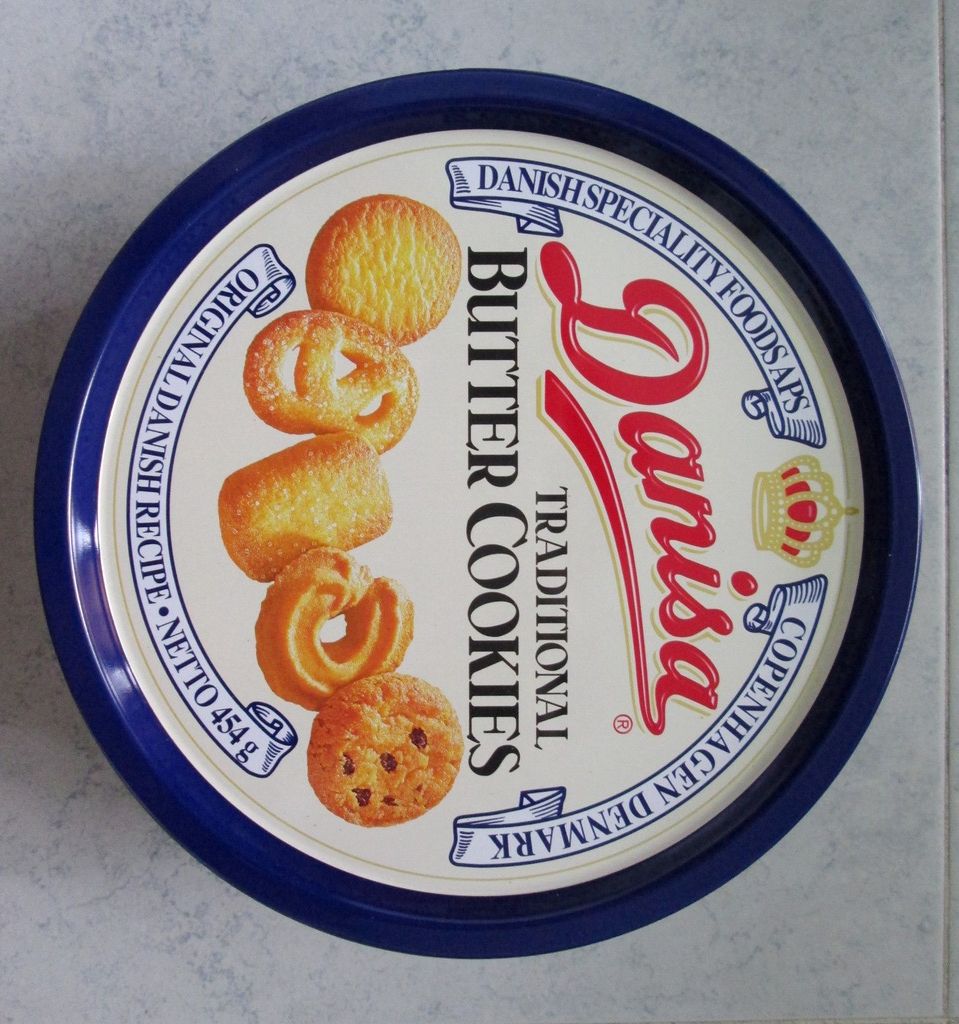 DANISH SPECIALITY FOODS APS
COPENHAGEN DENMARK
Danisa®
TRADITIONAL
BUTTER COOKIES
ORIGINAL DANISH RECIPE • NETTO 454 g